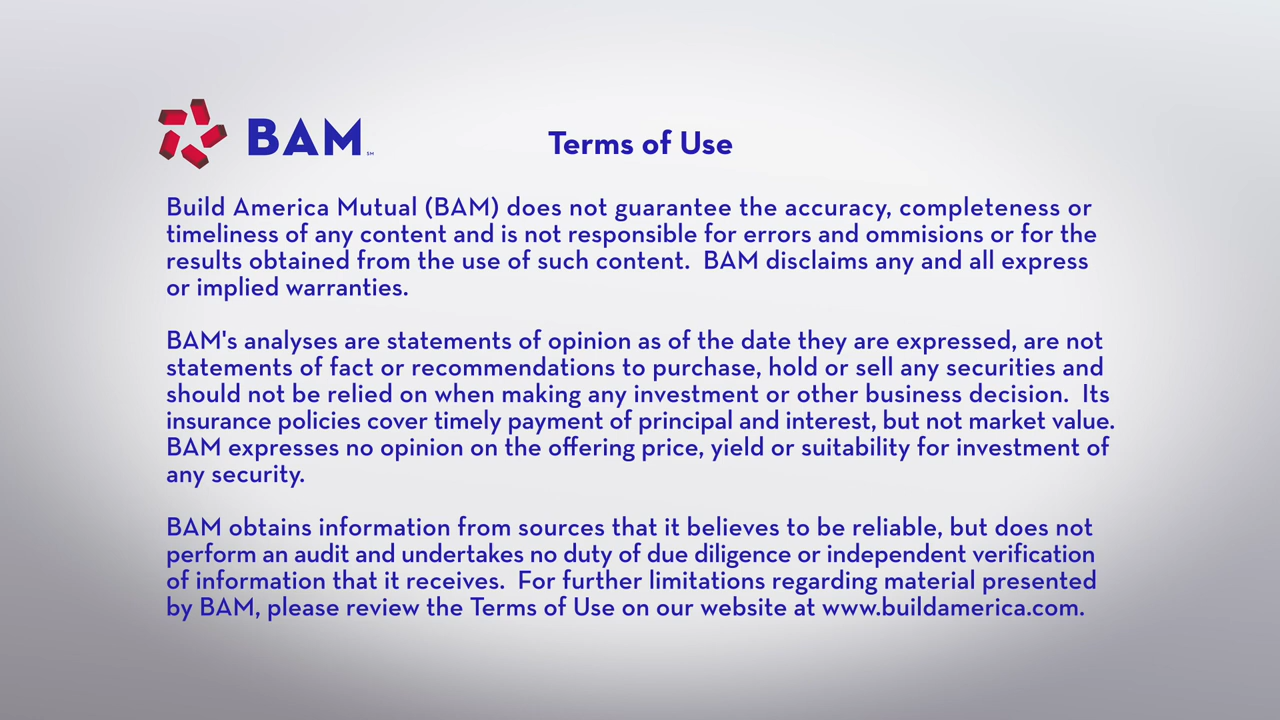 BAM SM
Terms of Use
Build America Mutual (BAM) does not guarantee the accuracy, completeness or
timeliness of any content and is not responsible for errors and ommisions or for the
results obtained from the use of such content.  BAM disclaims any and all express
or implied warranties.
BAM's analyses are statements of opinion as of the date they are expressed, are not
statements of fact or recommendations to purchase, hold or sell any securities and
should not be relied on when making any investment or other business decision.  Its
insurance policies cover timely payment of principal and interest, but not market value.
BAM expresses no opinion on the offering price, yield or suitability for investment of
any security.
BAM obtains information from sources that it believes to be reliable, but does not
perform an audit and undertakes no duty of due diligence or independent verification
of information that it receives.  For further limitations regarding material presented
by BAM, please review the Terms of Use on our website at www.buildamerica.com.